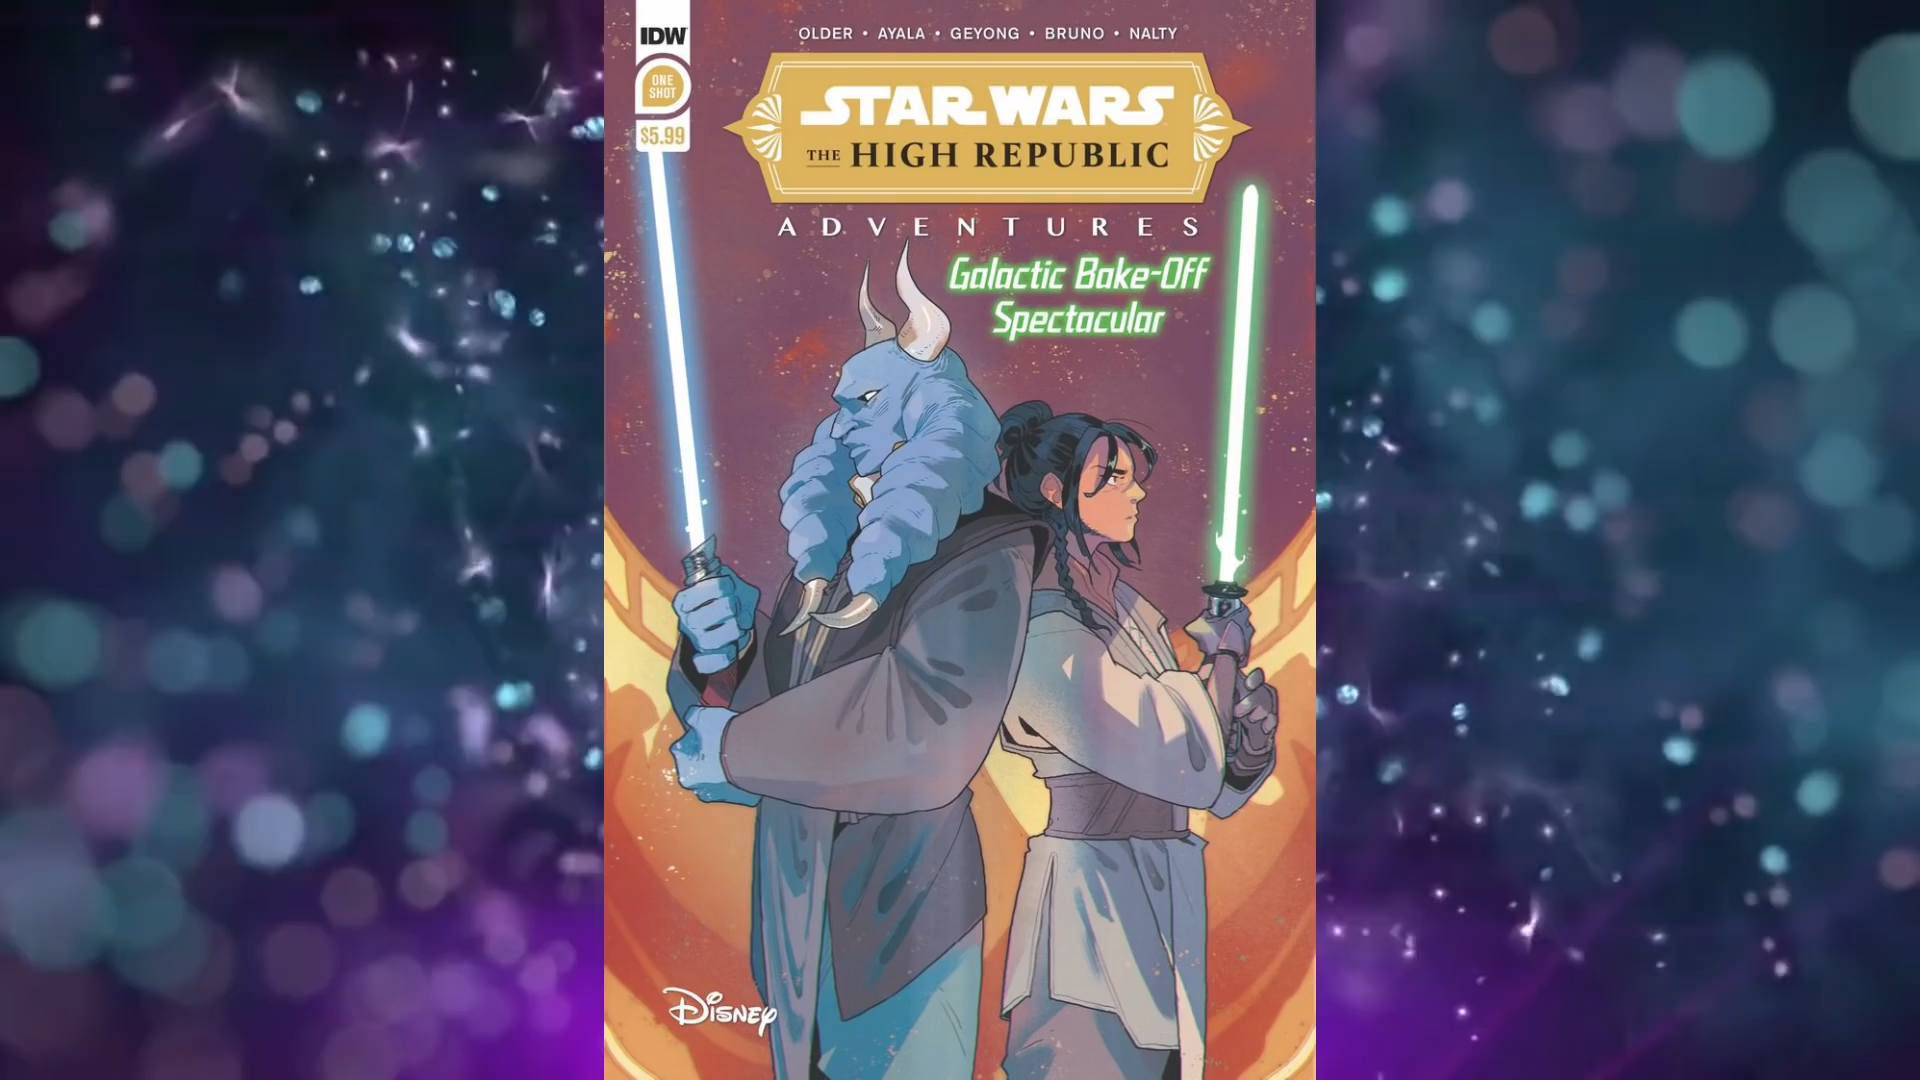 IDW
ONE
SHOT
$5.99
OLDER • AYALA • GEYONG • BRUNO • NALTY
STAR WARS
THE HIGH REPUBLIC
ADVENTURES
Galactic Bake-Off
Spectacular
Disney